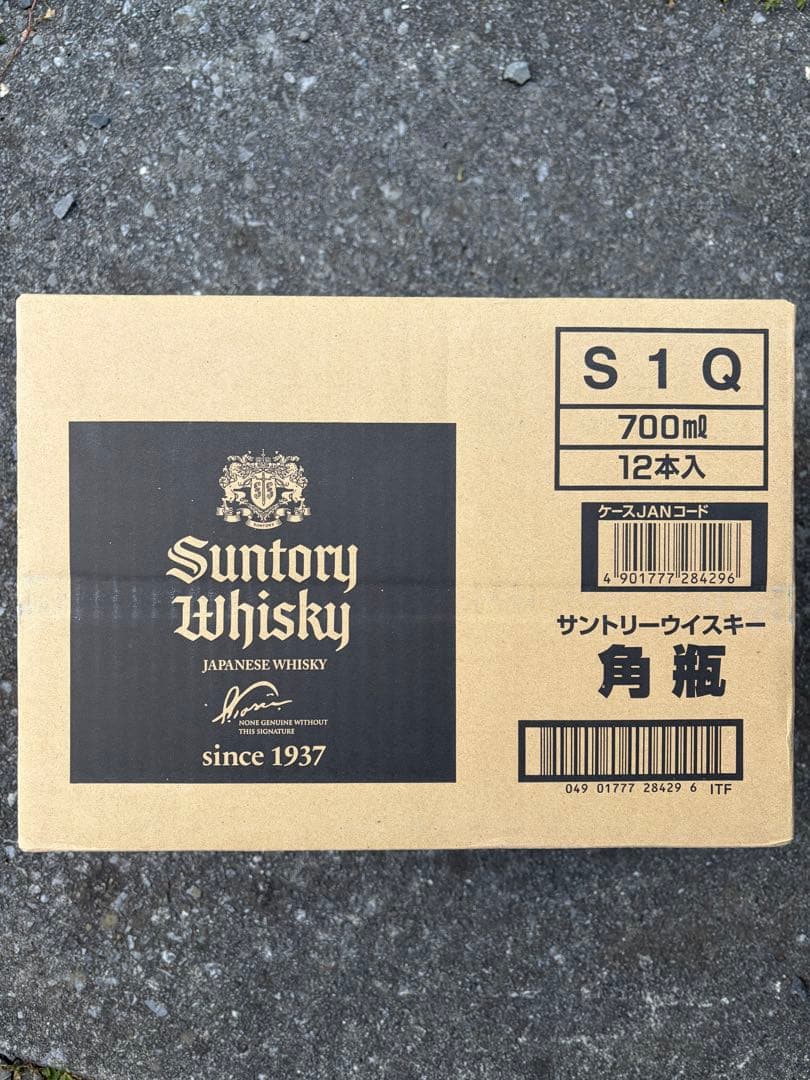 S1Q
700ml
12本入
ケースJANコード
4 901777 284296
サントリーウイスキー
角瓶
049 01777 28429 6 ITF
SUNTORY
Suntory
Whisky
JAPANESE WHISKY
NONE GENUINE WITHOUT
THIS SIGNATURE
since 1937